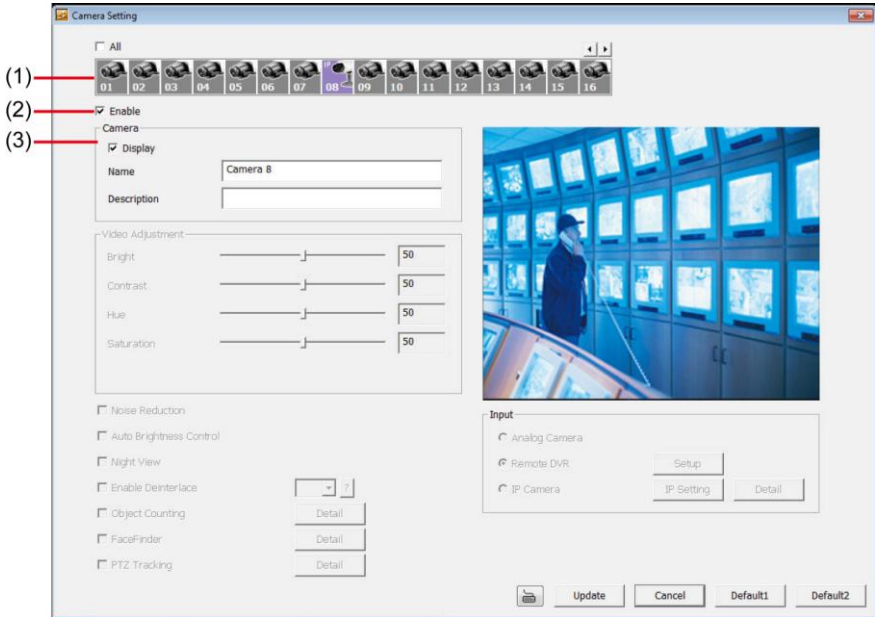 Camera Setting
All
(1)
01 02 03 04 05 06 07 IP 08 09 10 11 12 13 14 15 16
(2)
Enable
Camera
(3)
Display
Name Camera 8
Description
Video Adjustment
Bright 50
Contrast 50
Hue 50
Saturation 50
Noise Reduction
Auto Brightness Control
Night View
Enable Deinterlace ?
Object Counting Detail
FaceFinder Detail
PTZ Tracking Detail
Input
Analog Camera
Remote DVR Setup
IP Camera IP Setting Detail
Update Cancel Default1 Default2